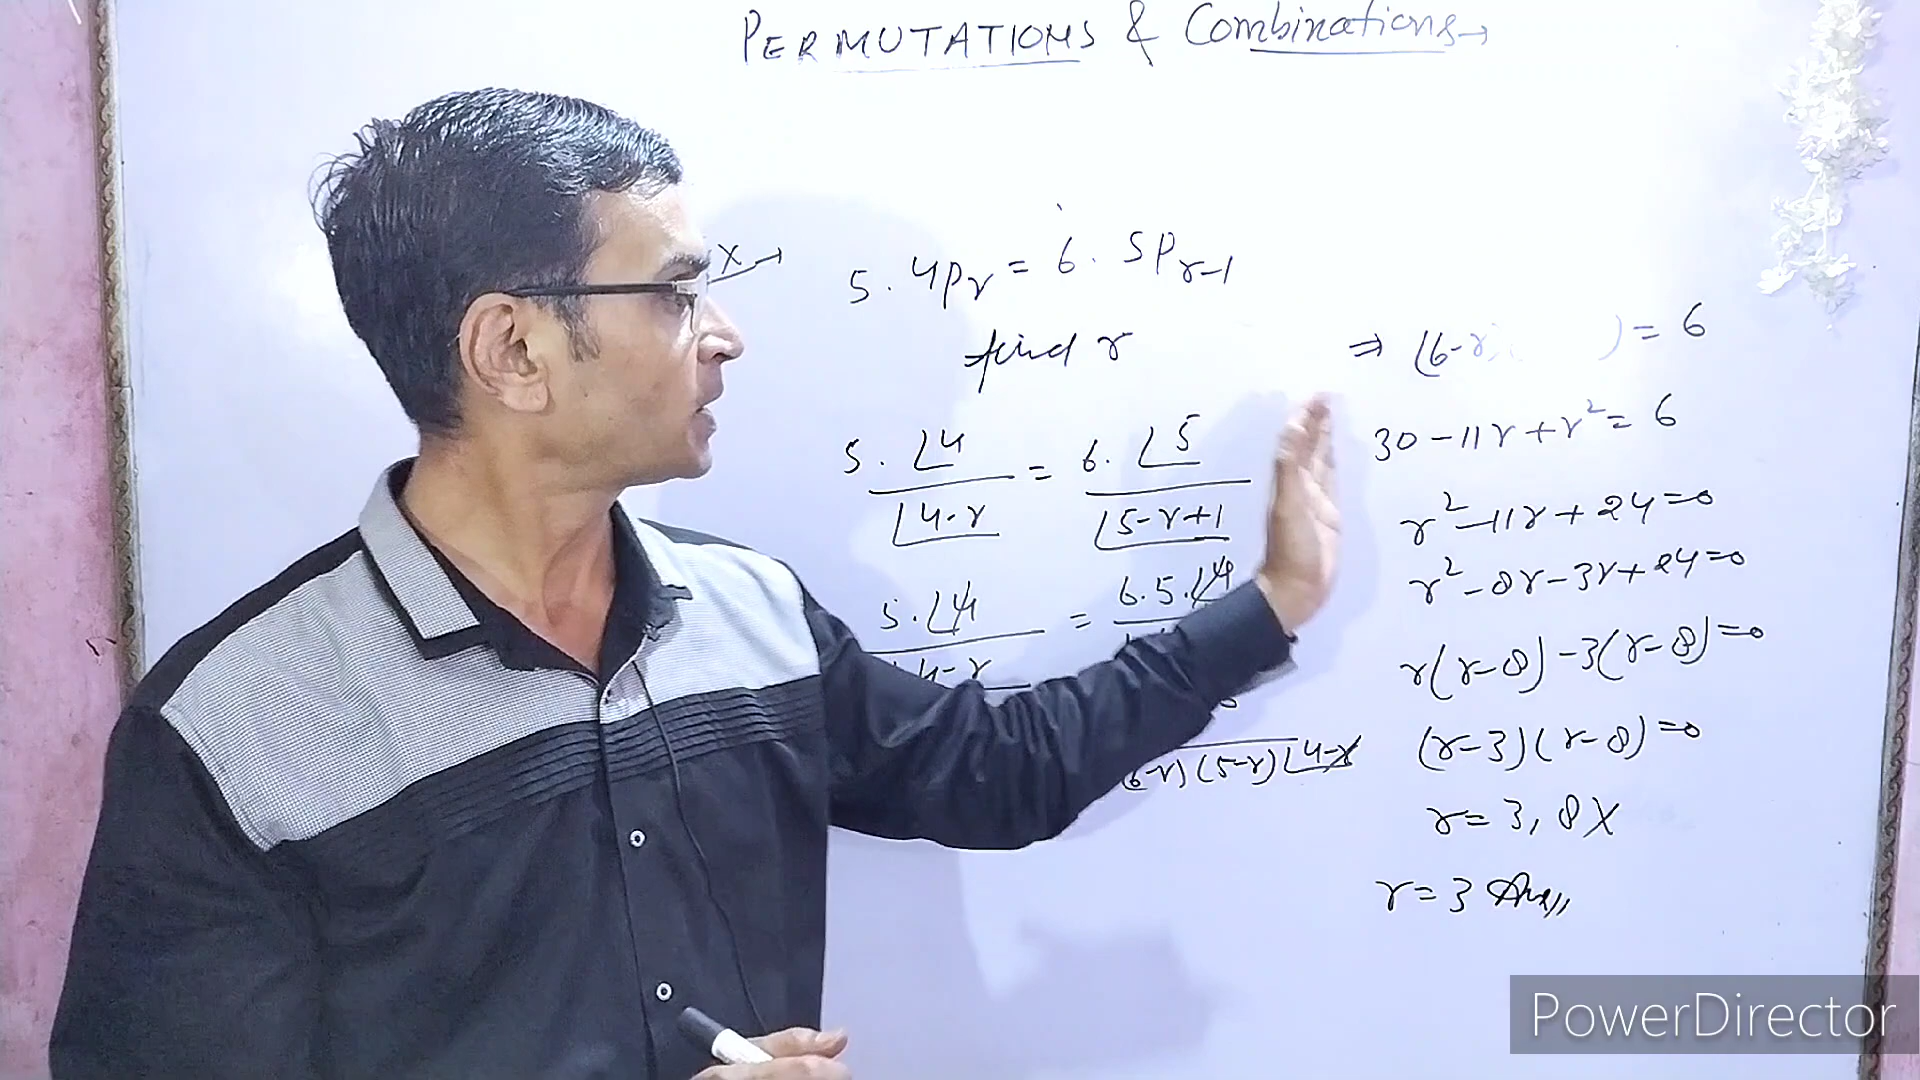 PERMUTATIONS & Combinations→
x →
5 . 4Pr = 6 . 5Pr-1
find r
5 . ∟4 / ∟4-r = 6 . ∟5 / ∟5-r+1
5 . ∟4 / 4-r = 6.5.∟4
(6-r) (5-r) ∟4-r
⇒ (6-r ) = 6
30 - 11r + r² = 6
r² - 11r + 24 = 0
r² - 8r - 3r + 24 = 0
r(r-8) - 3(r-8) = 0
(r-3)(r-8) = 0
r = 3, 8 X
r = 3 Ans//
PowerDirector